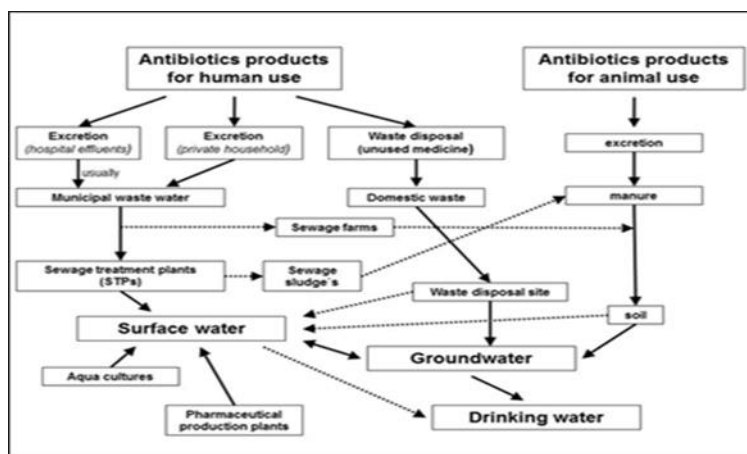 Antibiotics products
for human use
Antibiotics products
for animal use
Excretion
(hospital effluents)
Excretion
(private household)
Waste disposal
(unused medicine)
excretion
usually
Municipal waste water
Domestic waste
manure
Sewage farms
Sewage treatment plants
(STPs)
Sewage
sludge´s
Waste disposal site
soil
Surface water
Groundwater
Aqua cultures
Pharmaceutical
production plants
Drinking water